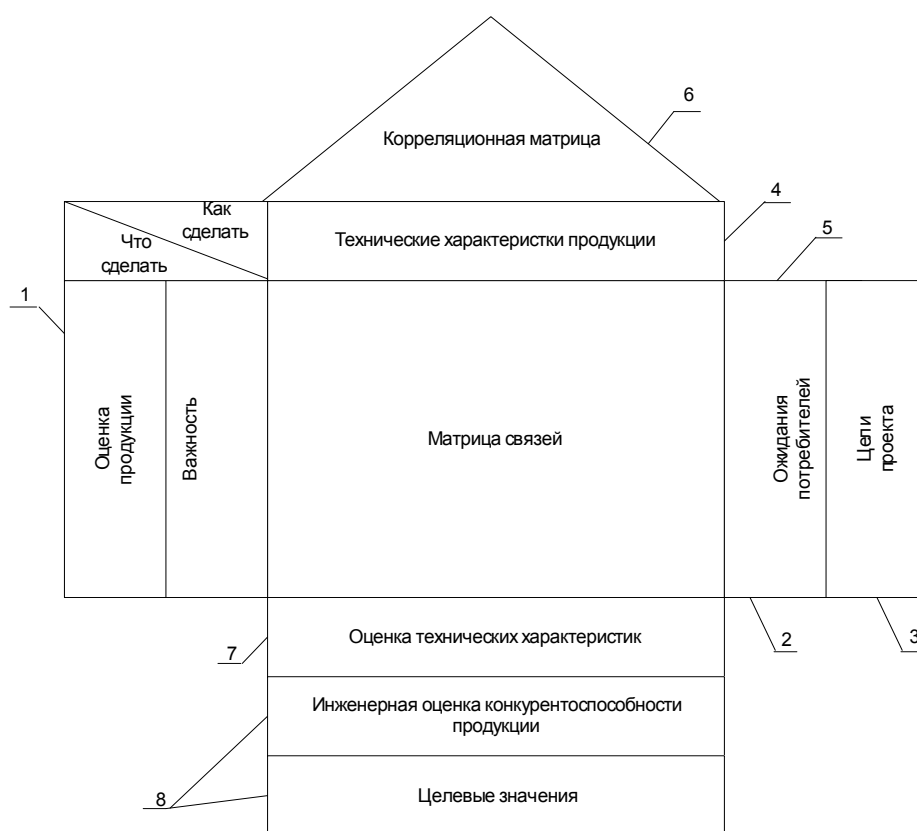 6
Корреляционная матрица
4
Как
сделать
Что
сделать
Технические характеристки продукции
5
1
Оценка
продукции
Важность
Матрица связей
Ожидания
потребителей
Цепи
проекта
7
Оценка технических характеристик
2
3
Инженерная оценка конкурентоспособности
продукции
8
Целевые значения